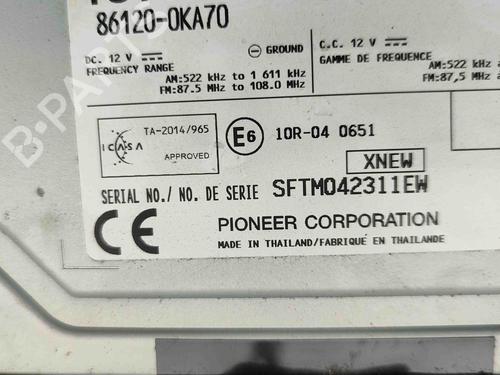 86120-0KA70
DC. 12 V
GROUND
C.C. 12 V
FREQUENCY RANGE
GAMME DE FREQUENCE
AM:522 kHz to 1 611 kHz
FM:87.5 MHz to 108.0 MHz
AM:522 kHz
FM:87,5 MHz
ICASA
TA-2014/965
APPROVED
E6
10R-04 0651
XNEW
SERIAL NO./ NO. DE SERIE SFTM042311EW
CE
PIONEER CORPORATION
MADE IN THAILAND/FABRIQUÉ EN THAILANDE